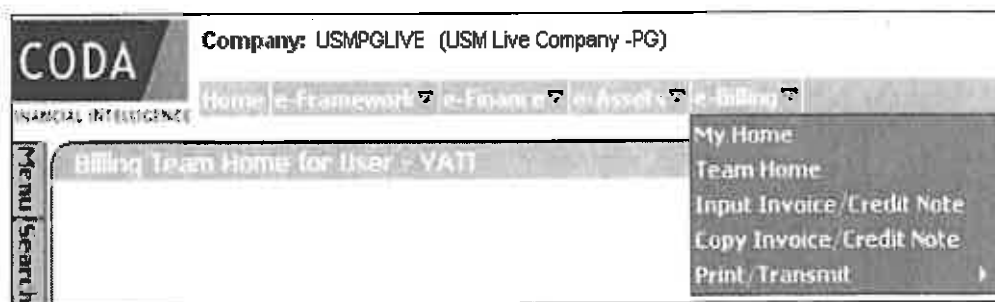 CODA
FINANCIAL INTELLIGENCE
Company: USMPGLIVE (USM Live Company -PG)
Home e-Framework e-Finance e-Assets e-Billing
Billing Team Home for User - YATI
Menu/Search
My Home
Team Home
Input Invoice/Credit Note
Copy Invoice/Credit Note
Print/Transmit